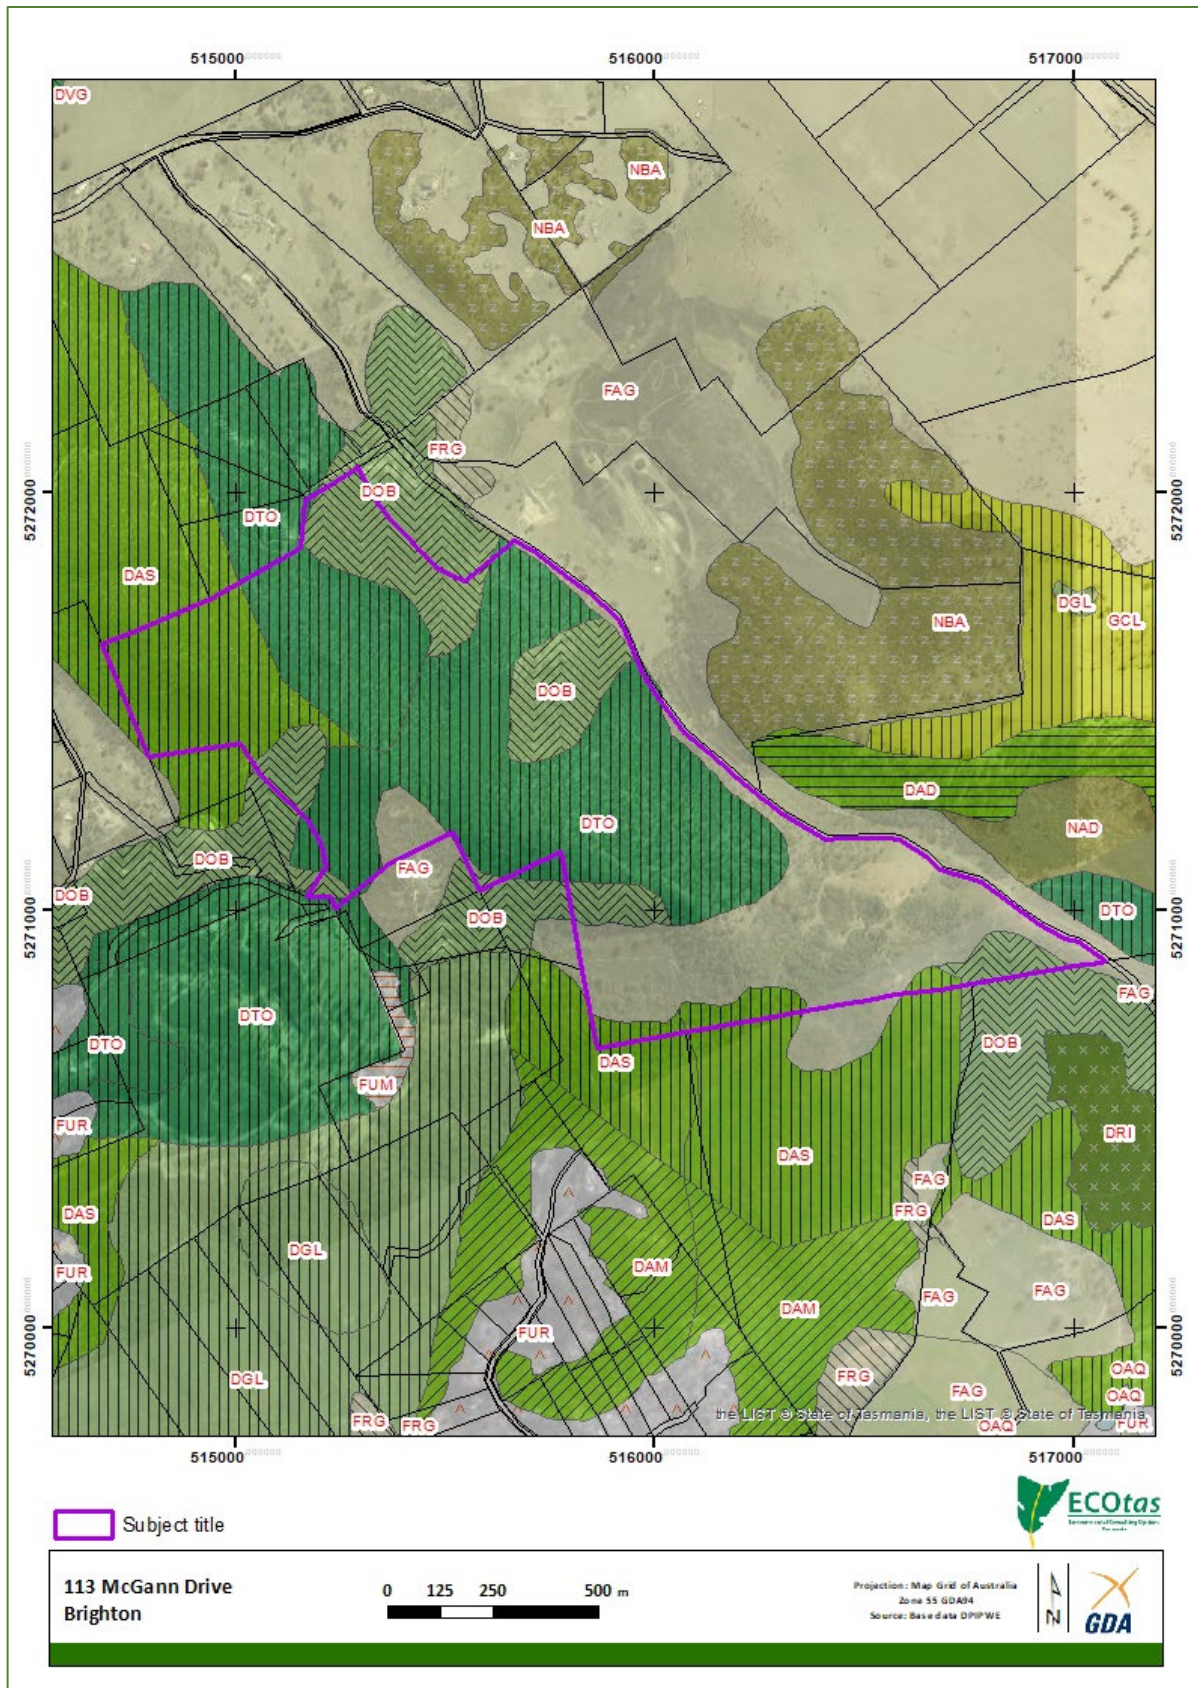 515000 516000 517000
DVG
NBA
NBA
FAG
FRG
DOB
5272000 5272000
DTO
DAS
DGL
GCL
NBA
DOB
DAD
DTO
NAD
DOB
FAG
DOB
DOB
DTO
5271000 5271000
FAG
DTO
DTO
DOB
DAS
FUM
FUR
DRI
DAS
FAG
FRG
DAS
DAS
DGL
DAM
FUR
FAG
FAG
DAM
FUR
5270000 5270000
FRG
OAQ
DGL
FAG
OAQ
FRG
FRG
OAQ
FUR
the LIST © State of Tasmania, the LIST © State of Tasmania
515000 516000 517000
Subject title
ECOtas
113 McGann Drive
Brighton
0 125 250 500 m
Projection: Map Grid of Australia
Zone 55 GDA94
Source: Base data DPIPWE
N
GDA